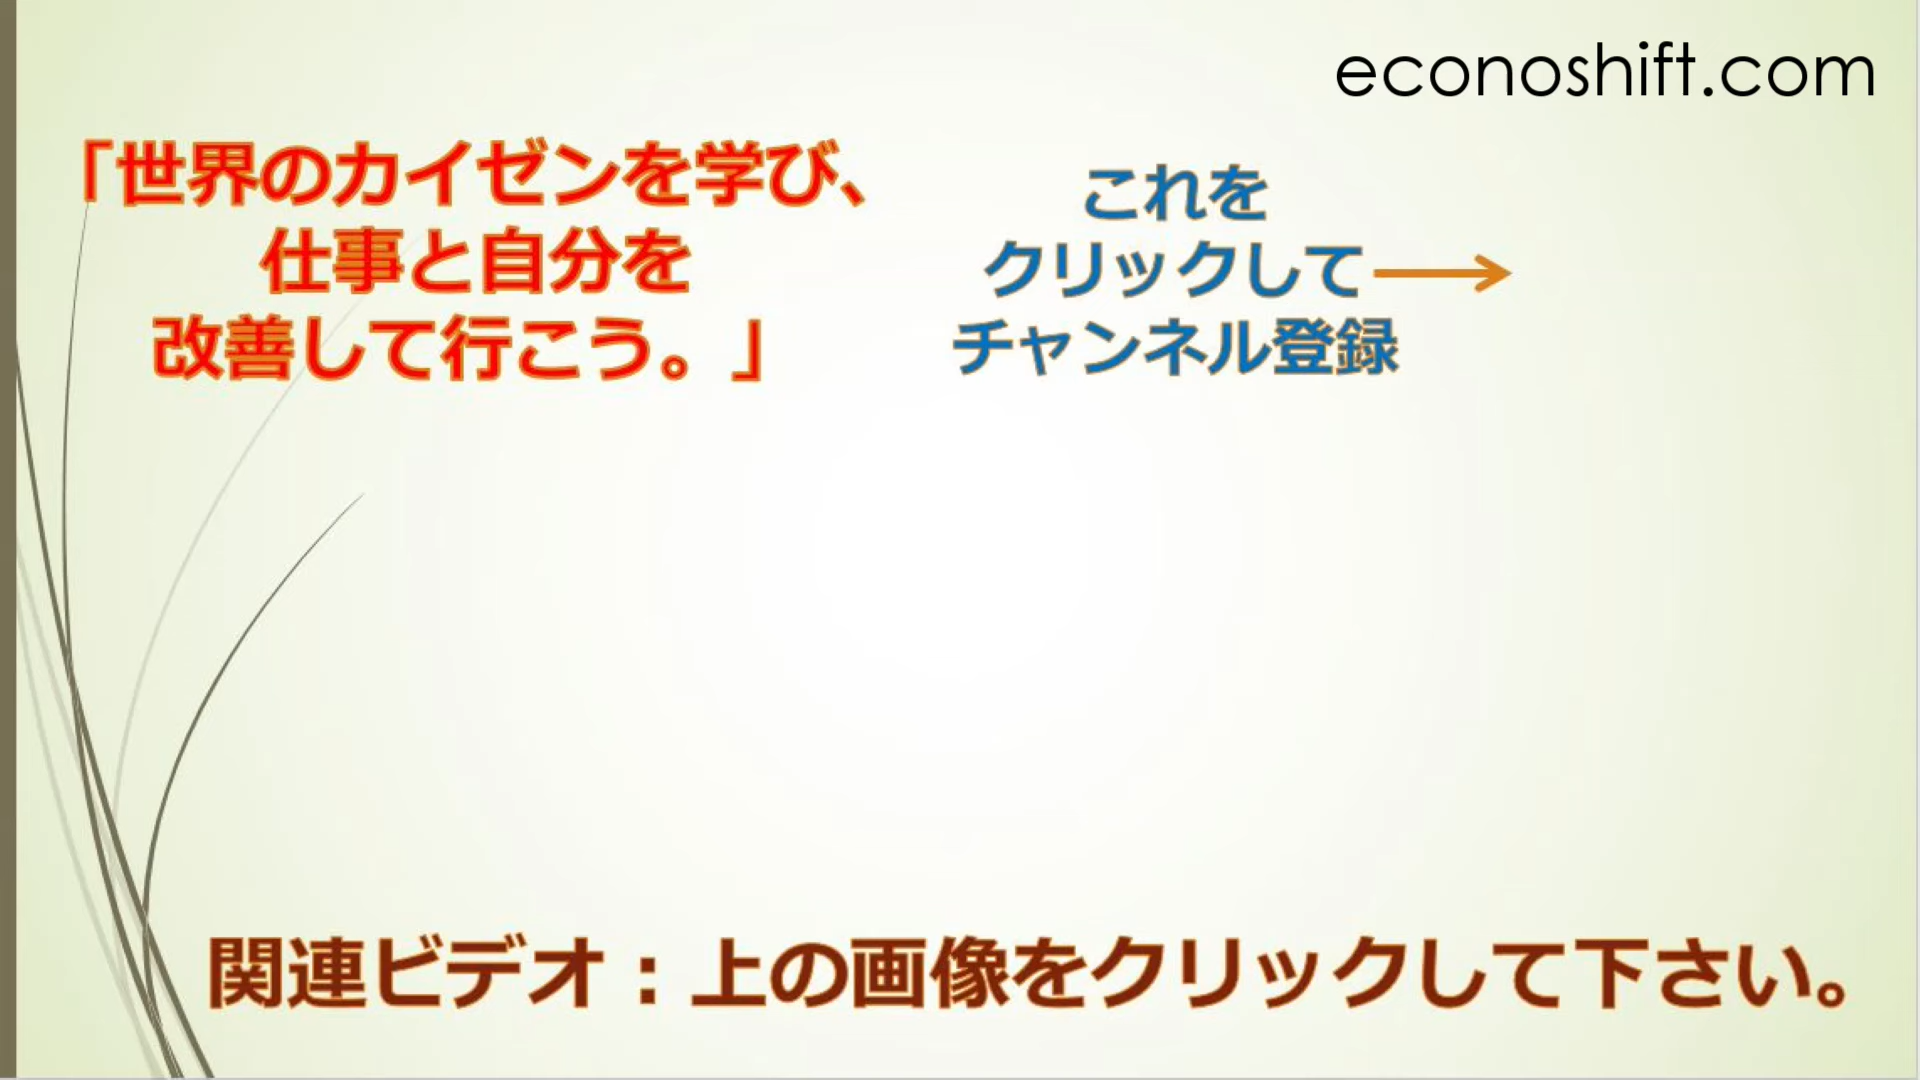 econoshift.com
「世界のカイゼンを学び、
仕事と自分を
改善して行こう。」
これを
クリックして
チャンネル登録
関連ビデオ：上の画像をクリックして下さい。